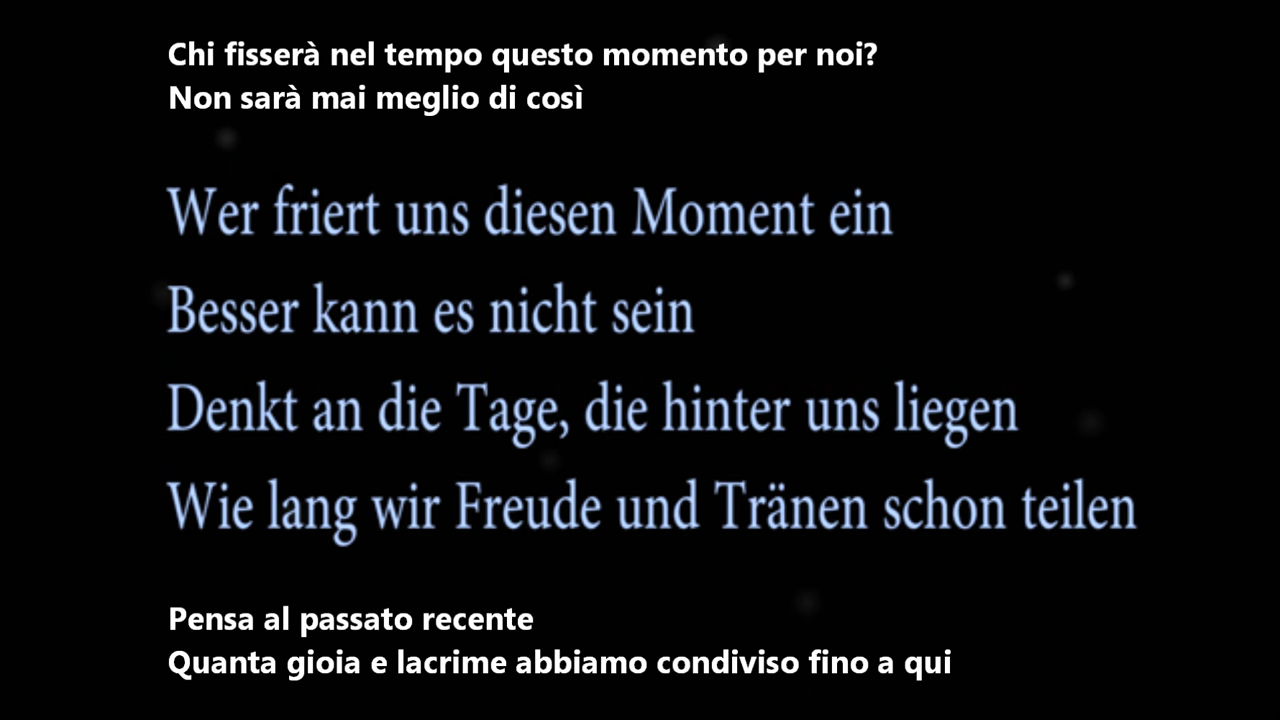 Chi fisserà nel tempo questo momento per noi?
Non sarà mai meglio di così
Wer friert uns diesen Moment ein
Besser kann es nicht sein
Denkt an die Tage, die hinter uns liegen
Wie lang wir Freude und Tränen schon teilen
Pensa al passato recente
Quanta gioia e lacrime abbiamo condiviso fino a qui